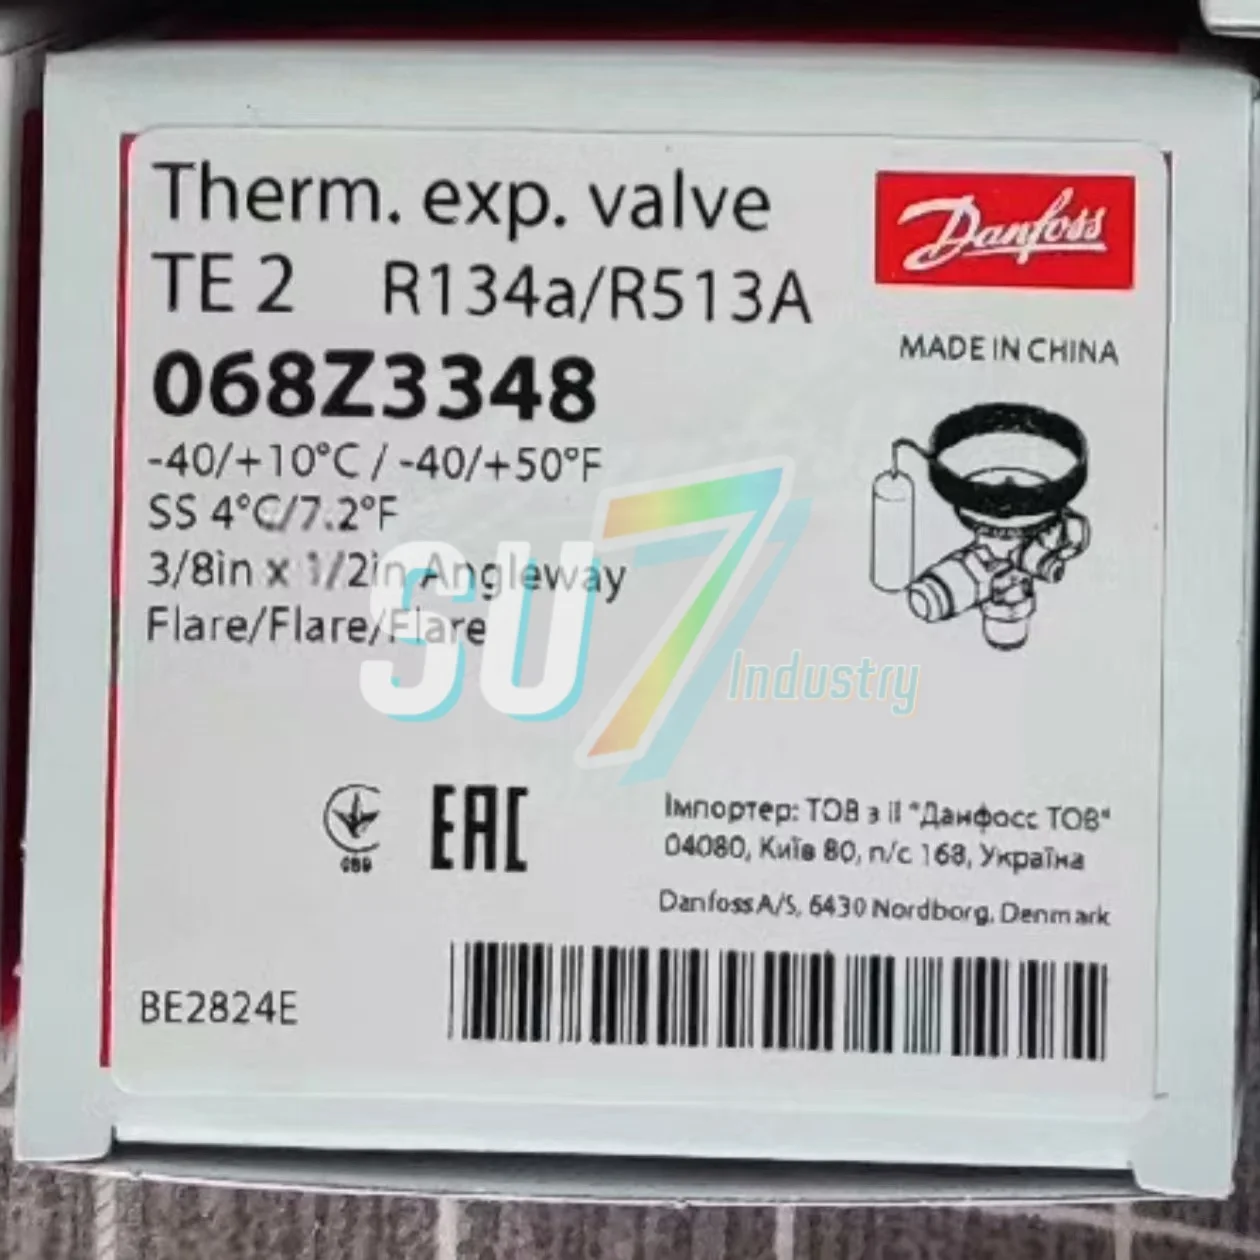 Therm. exp. valve
TE 2 R134a/R513A
068Z3348
-40/+10°C / -40/+50°F
SS 4°C/7.2°F
3/8in x 1/2in Angleway
Flare/Flare/Flare
Danfoss
MADE IN CHINA
SU7 Industry
EAC
Імпортер: ТОВ з іІ "Данфосс ТОВ"
04080, Київ 80, п/с 168, Україна
Danfoss A/S, 6430 Nordborg, Denmark
BE2824E